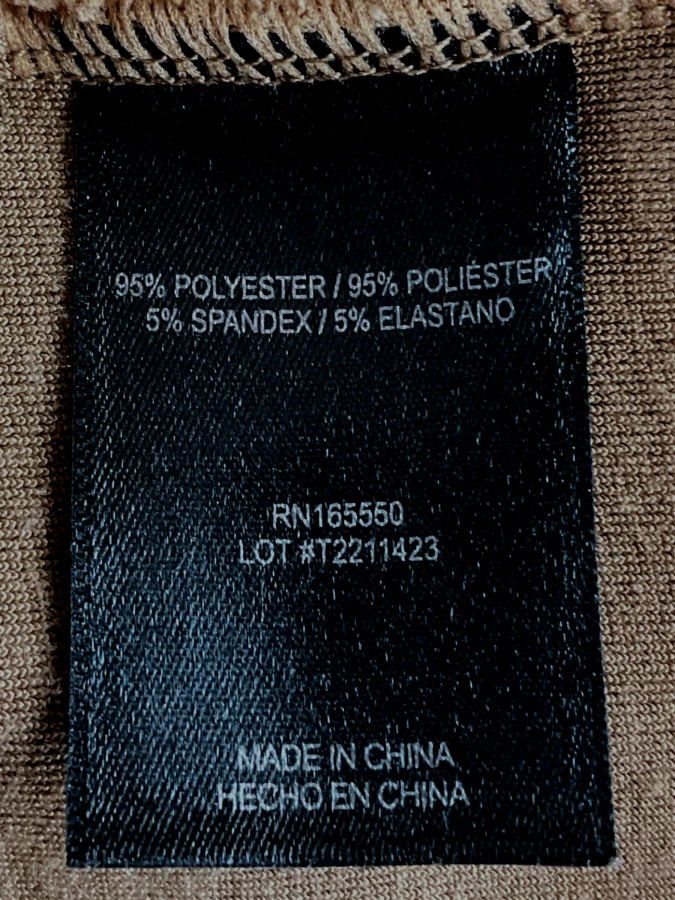 95% POLYESTER / 95% POLIÉSTER
5% SPANDEX / 5% ELASTANO
RN165550
LOT #T2211423
MADE IN CHINA
HECHO EN CHINA